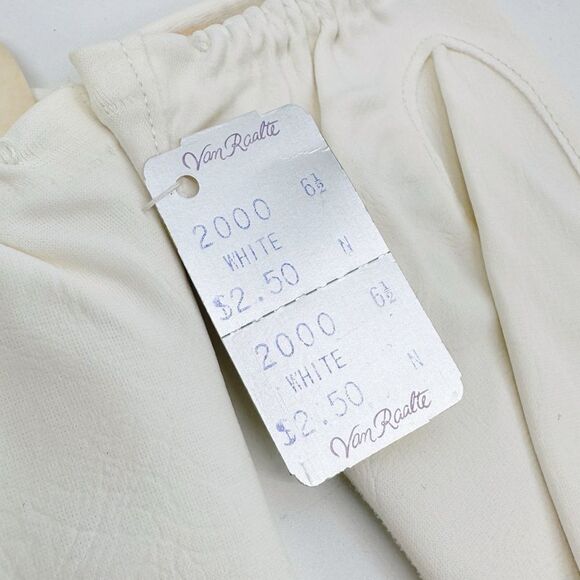 Van Raalte
2000 6½
WHITE
$2.50 N
2000 6½
WHITE
$2.50 N
Van Raalte